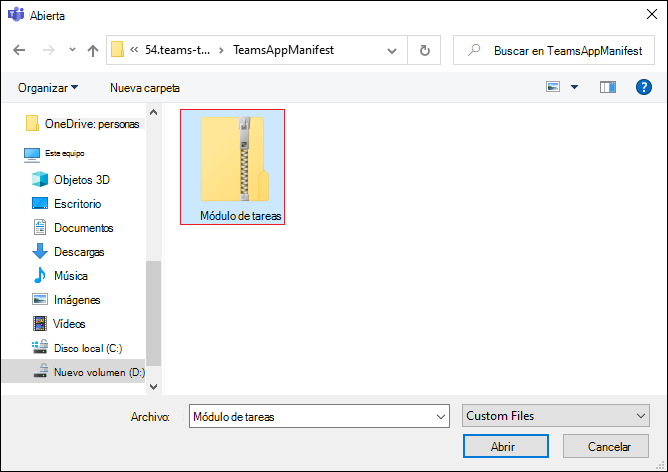 Abierta
« 54.teams-t... > TeamsAppManifest
Buscar en TeamsAppManifest
Organizar
Nueva carpeta
OneDrive: personas
Este equipo
Objetos 3D
Escritorio
Documentos
Descargas
Música
Imágenes
Vídeos
Disco local (C:)
Nuevo volumen (D:)
Módulo de tareas
Archivo:
Módulo de tareas
Custom Files
Abrir
Cancelar